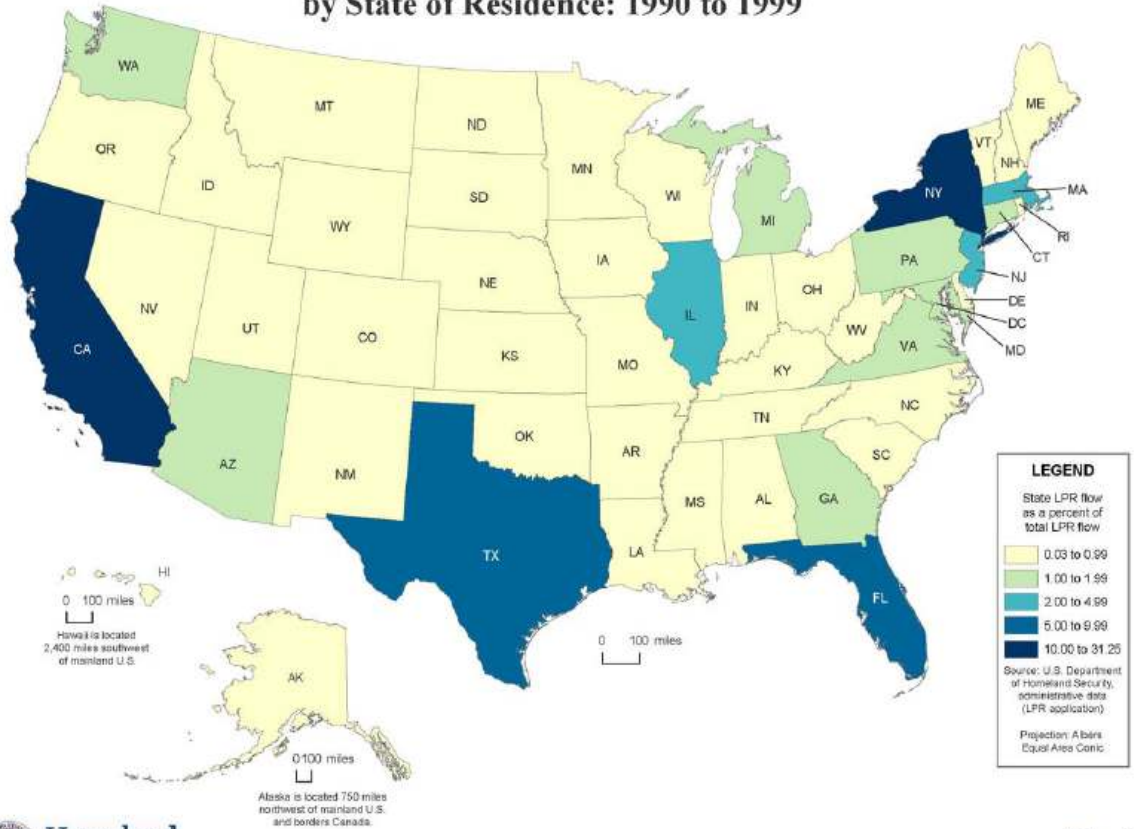 by State of Residence: 1990 to 1999
WA
MT
ND
MN
ME
VT
NH
OR
ID
SD
WI
MI
NY
MA
RI
CT
WY
IA
PA
NJ
NE
OH
IN
IL
DE
DC
MD
NV
UT
CO
WV
VA
CA
KS
MO
KY
NC
TN
AZ
NM
OK
AR
SC
MS
AL
GA
LA
TX
FL
HI
0 100 miles
Hawaii is located
2,400 miles southwest
of mainland U.S.
AK
0 100 miles
Alaska is located 750 miles
northwest of mainland U.S.
and borders Canada.
0 100 miles
LEGEND
State LPR flow
as a percent of
total LPR flow
0.03 to 0.99
1.00 to 1.99
2.00 to 4.99
5.00 to 9.99
10.00 to 31.25
Source: U.S. Department
of Homeland Security,
administrative data
(LPR application)
Projection: Albers
Equal Area Conic